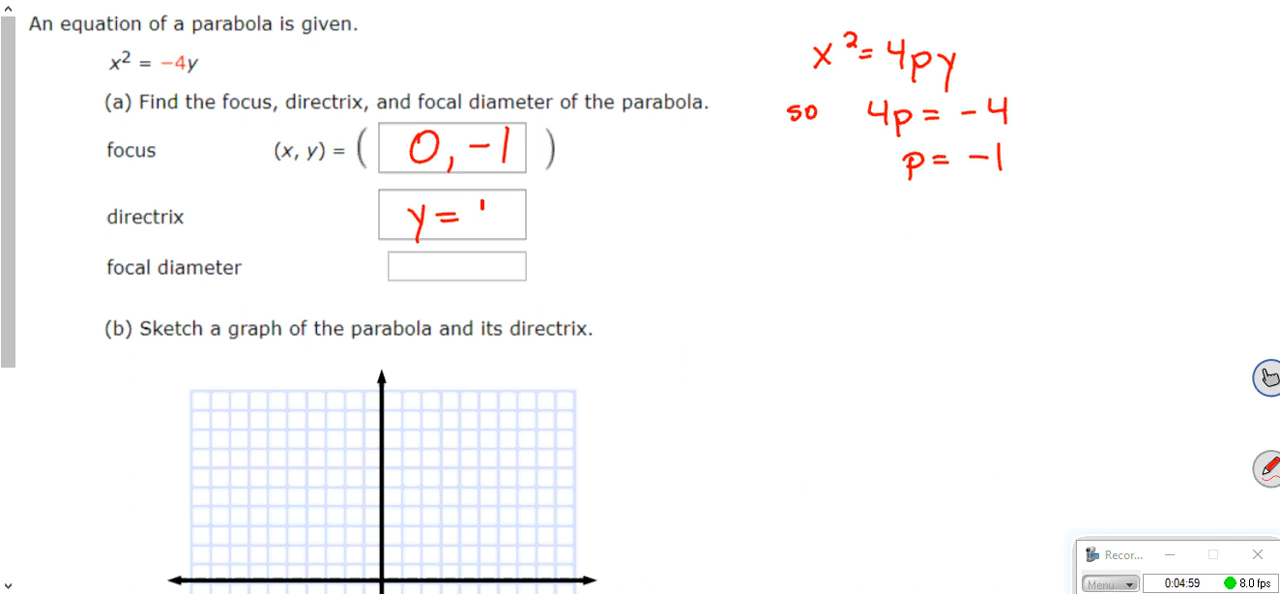 An equation of a parabola is given.
x² = −4y
(a) Find the focus, directrix, and focal diameter of the parabola.
focus (x, y) = ( 0, -1 )
directrix y =
focal diameter
(b) Sketch a graph of the parabola and its directrix.
x² = 4py
so 4p = -4
p = -1
Recor...
Menu 0:04:59 8.0 fps